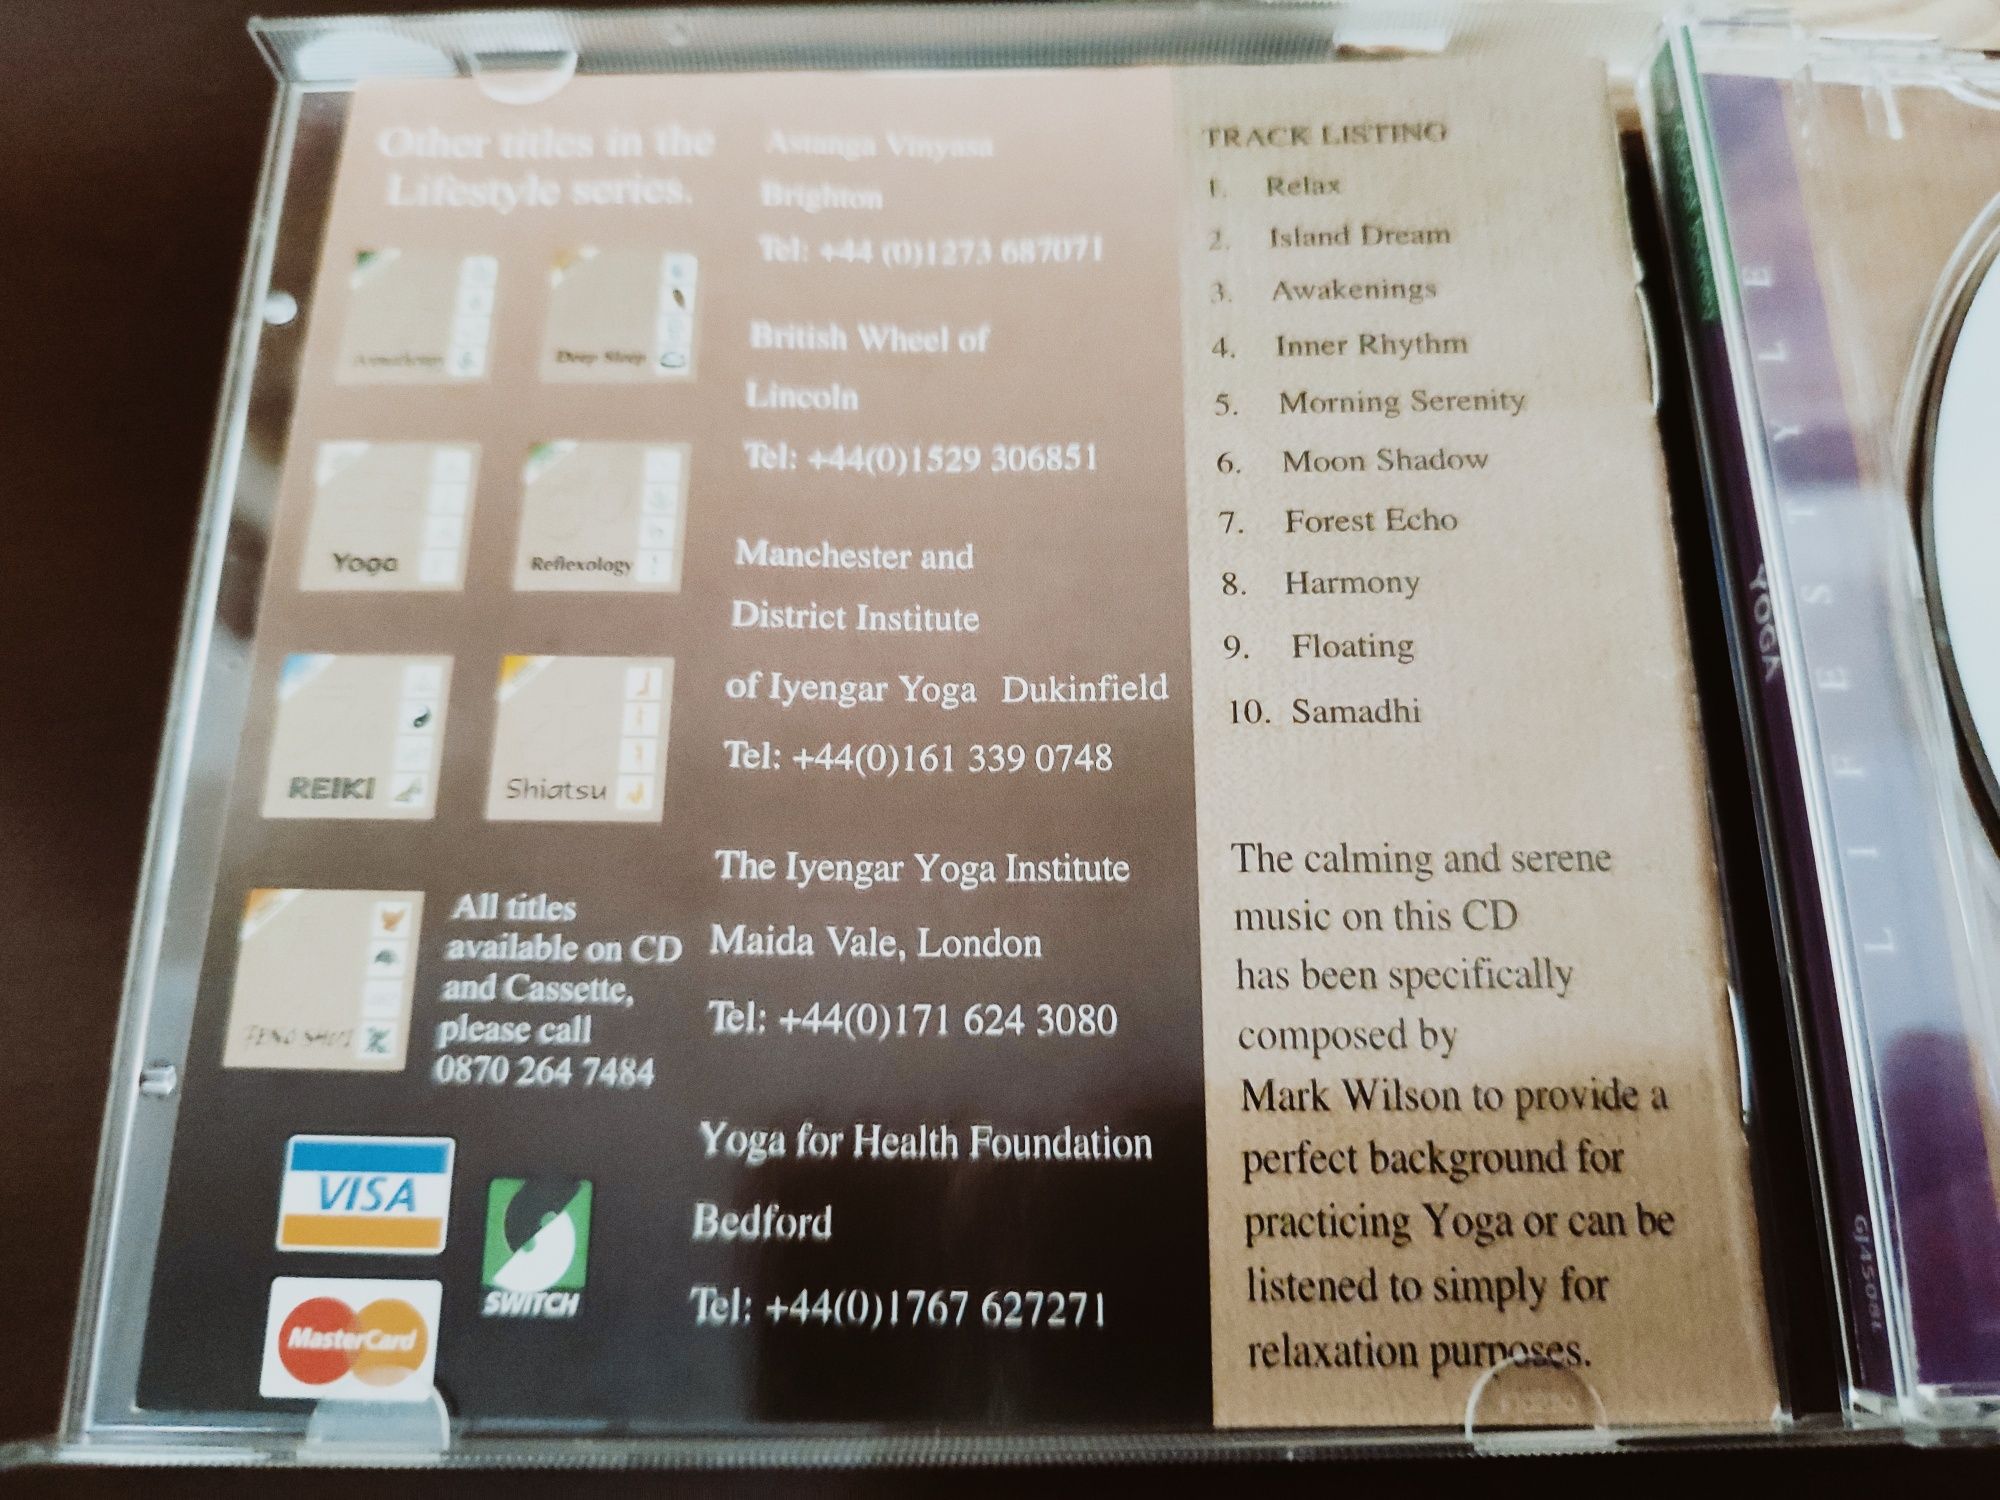 Other titles in the
Lifestyle series.
Deep Sleep
Yoga
Reflexology
REIKI
Shiatsu
FENG SHUI
All titles
available on CD
and Cassette,
please call
0870 264 7484
VISA
MasterCard
SWITCH
Astanga Vinyasa
Brighton
Tel: +44 (0)1273 687071
British Wheel of
Lincoln
Tel: +44(0)1529 306851
Manchester and
District Institute
of Iyengar Yoga Dukinfield
Tel: +44(0)161 339 0748
The Iyengar Yoga Institute
Maida Vale, London
Tel: +44(0)171 624 3080
Yoga for Health Foundation
Bedford
Tel: +44(0)1767 627271
TRACK LISTING
1. Relax
2. Island Dream
3. Awakenings
4. Inner Rhythm
5. Morning Serenity
6. Moon Shadow
7. Forest Echo
8. Harmony
9. Floating
10. Samadhi
The calming and serene
music on this CD
has been specifically
composed by
Mark Wilson to provide a
perfect background for
practicing Yoga or can be
listened to simply for
relaxation purposes.
YOGA
LIFESTYLE